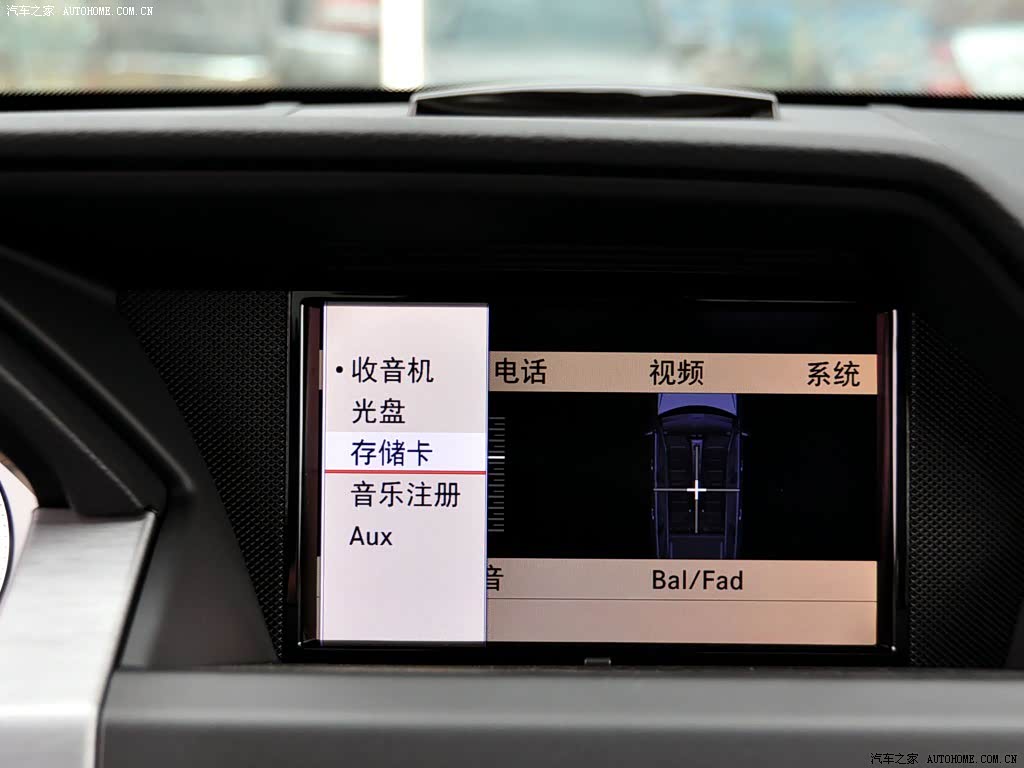 汽车之家 AUTOHOME.COM.CN
电话 视频 系统
• 收音机
光盘
存储卡
音乐注册
Aux
音 Bal/Fad
汽车之家 AUTOHOME.COM.CN